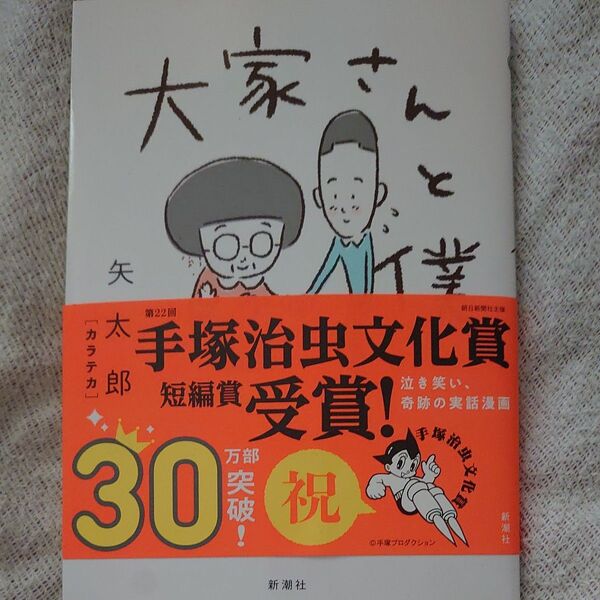 大家さんと僕
矢
太郎
[カラテカ]
第22回
朝日新聞社主催
手塚治虫文化賞
短編賞
受賞!
泣き笑い、
奇跡の実話漫画
30
万部
突破!
祝
手塚治虫文化賞
©手塚プロダクション
新潮社
新潮社